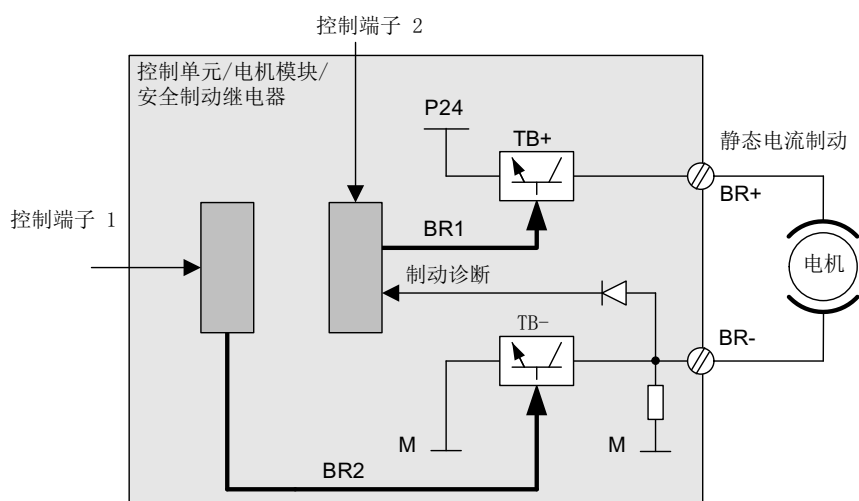 控制端子 2
控制单元/电机模块/
安全制动继电器
P24
TB+
静态电流制动
BR+
控制端子 1
BR1
电机
制动诊断
TB-
BR-
M
M
BR2